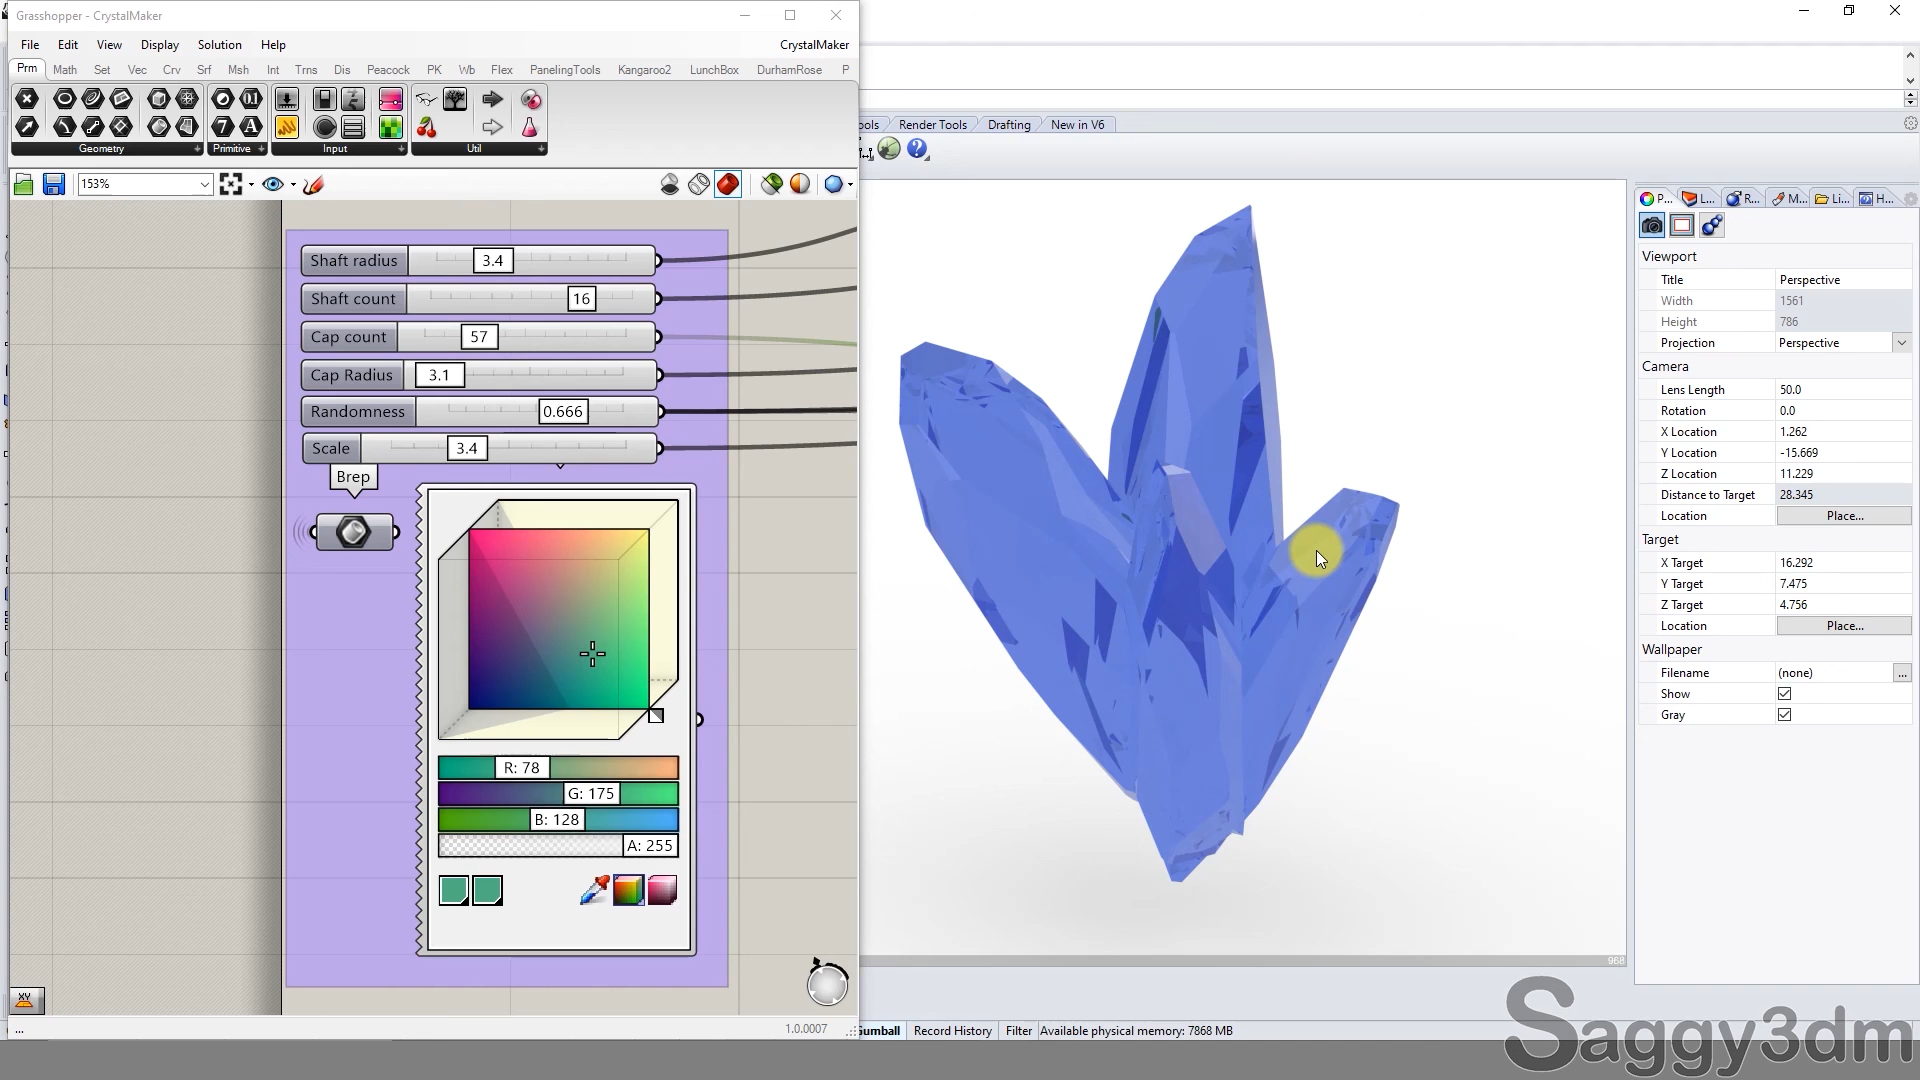 Grasshopper - CrystalMaker
File Edit View Display Solution Help CrystalMaker
Prm Math Set Vec Crv Srf Msh Int Trns Dis Peacock PK Wb Flex PanelingTools Kangaroo2 LunchBox DurhamRose P
Geometry Primitive Input Util
153%
Shaft radius 3.4
Shaft count 16
Cap count 57
Cap Radius 3.1
Randomness 0.666
Scale 3.4
Brep
R: 78
G: 175
B: 128
A: 255
XY
... 1.0.0007
ools Render Tools Drafting New in V6
968
Gumball Record History Filter Available physical memory: 7868 MB
P... L... R... M... Li... H...
Viewport
Title Perspective
Width 1561
Height 786
Projection Perspective
Camera
Lens Length 50.0
Rotation 0.0
X Location 1.262
Y Location -15.669
Z Location 11.229
Distance to Target 28.345
Location Place...
Target
X Target 16.292
Y Target 7.475
Z Target 4.756
Location Place...
Wallpaper
Filename (none) ...
Show
Gray
Saggy3dm